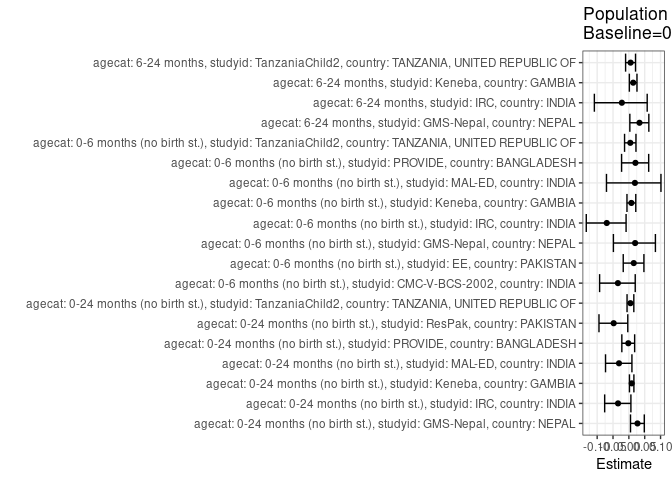 Population
Baseline=0
agecat: 6-24 months, studyid: TanzaniaChild2, country: TANZANIA, UNITED REPUBLIC OF
agecat: 6-24 months, studyid: Keneba, country: GAMBIA
agecat: 6-24 months, studyid: IRC, country: INDIA
agecat: 6-24 months, studyid: GMS-Nepal, country: NEPAL
agecat: 0-6 months (no birth st.), studyid: TanzaniaChild2, country: TANZANIA, UNITED REPUBLIC OF
agecat: 0-6 months (no birth st.), studyid: PROVIDE, country: BANGLADESH
agecat: 0-6 months (no birth st.), studyid: MAL-ED, country: INDIA
agecat: 0-6 months (no birth st.), studyid: Keneba, country: GAMBIA
agecat: 0-6 months (no birth st.), studyid: IRC, country: INDIA
agecat: 0-6 months (no birth st.), studyid: GMS-Nepal, country: NEPAL
agecat: 0-6 months (no birth st.), studyid: EE, country: PAKISTAN
agecat: 0-6 months (no birth st.), studyid: CMC-V-BCS-2002, country: INDIA
agecat: 0-24 months (no birth st.), studyid: TanzaniaChild2, country: TANZANIA, UNITED REPUBLIC OF
agecat: 0-24 months (no birth st.), studyid: ResPak, country: PAKISTAN
agecat: 0-24 months (no birth st.), studyid: PROVIDE, country: BANGLADESH
agecat: 0-24 months (no birth st.), studyid: MAL-ED, country: INDIA
agecat: 0-24 months (no birth st.), studyid: Keneba, country: GAMBIA
agecat: 0-24 months (no birth st.), studyid: IRC, country: INDIA
agecat: 0-24 months (no birth st.), studyid: GMS-Nepal, country: NEPAL
-0.10 -0.05 0.00 0.05 0.10
Estimate